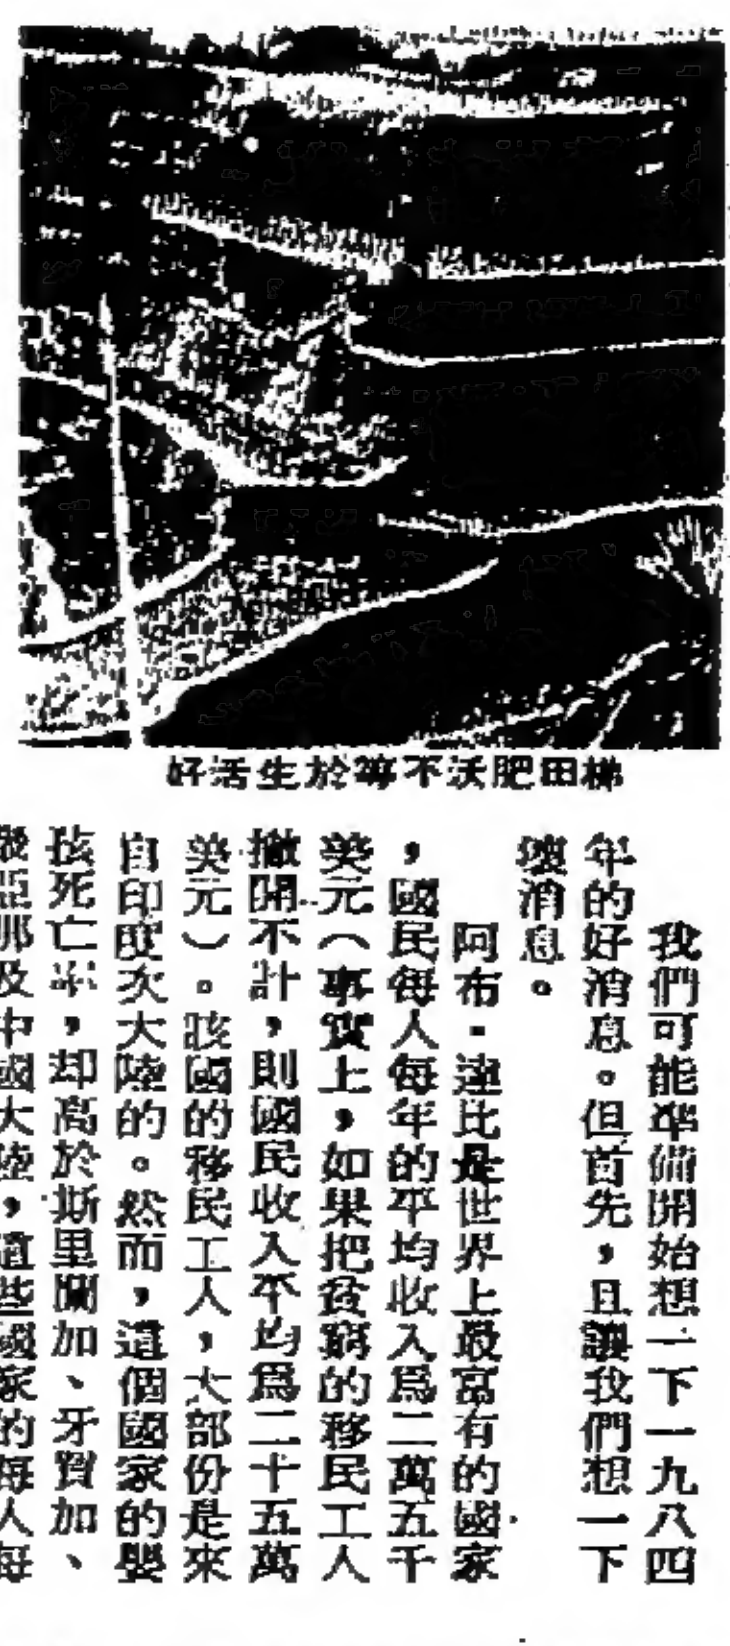 梯田肥沃不等於生活好
我們可能準備開始想一下一九八四
年的好消息。但首先，且讓我們想一下
壞消息。
阿布·達比是世界上最富有的國家
，國民每人每年的平均收入爲二萬五千
美元（事實上，如果把貧窮的移民工人
撇開不計，則國民收入平均爲二十五萬
美元）。該國的移民工人，大部份是來
自印度次大陸的。然而，這個國家的嬰
孩死亡率，却高於斯里蘭加、牙買加、
亞那及中國大陸，這些國家的每人每